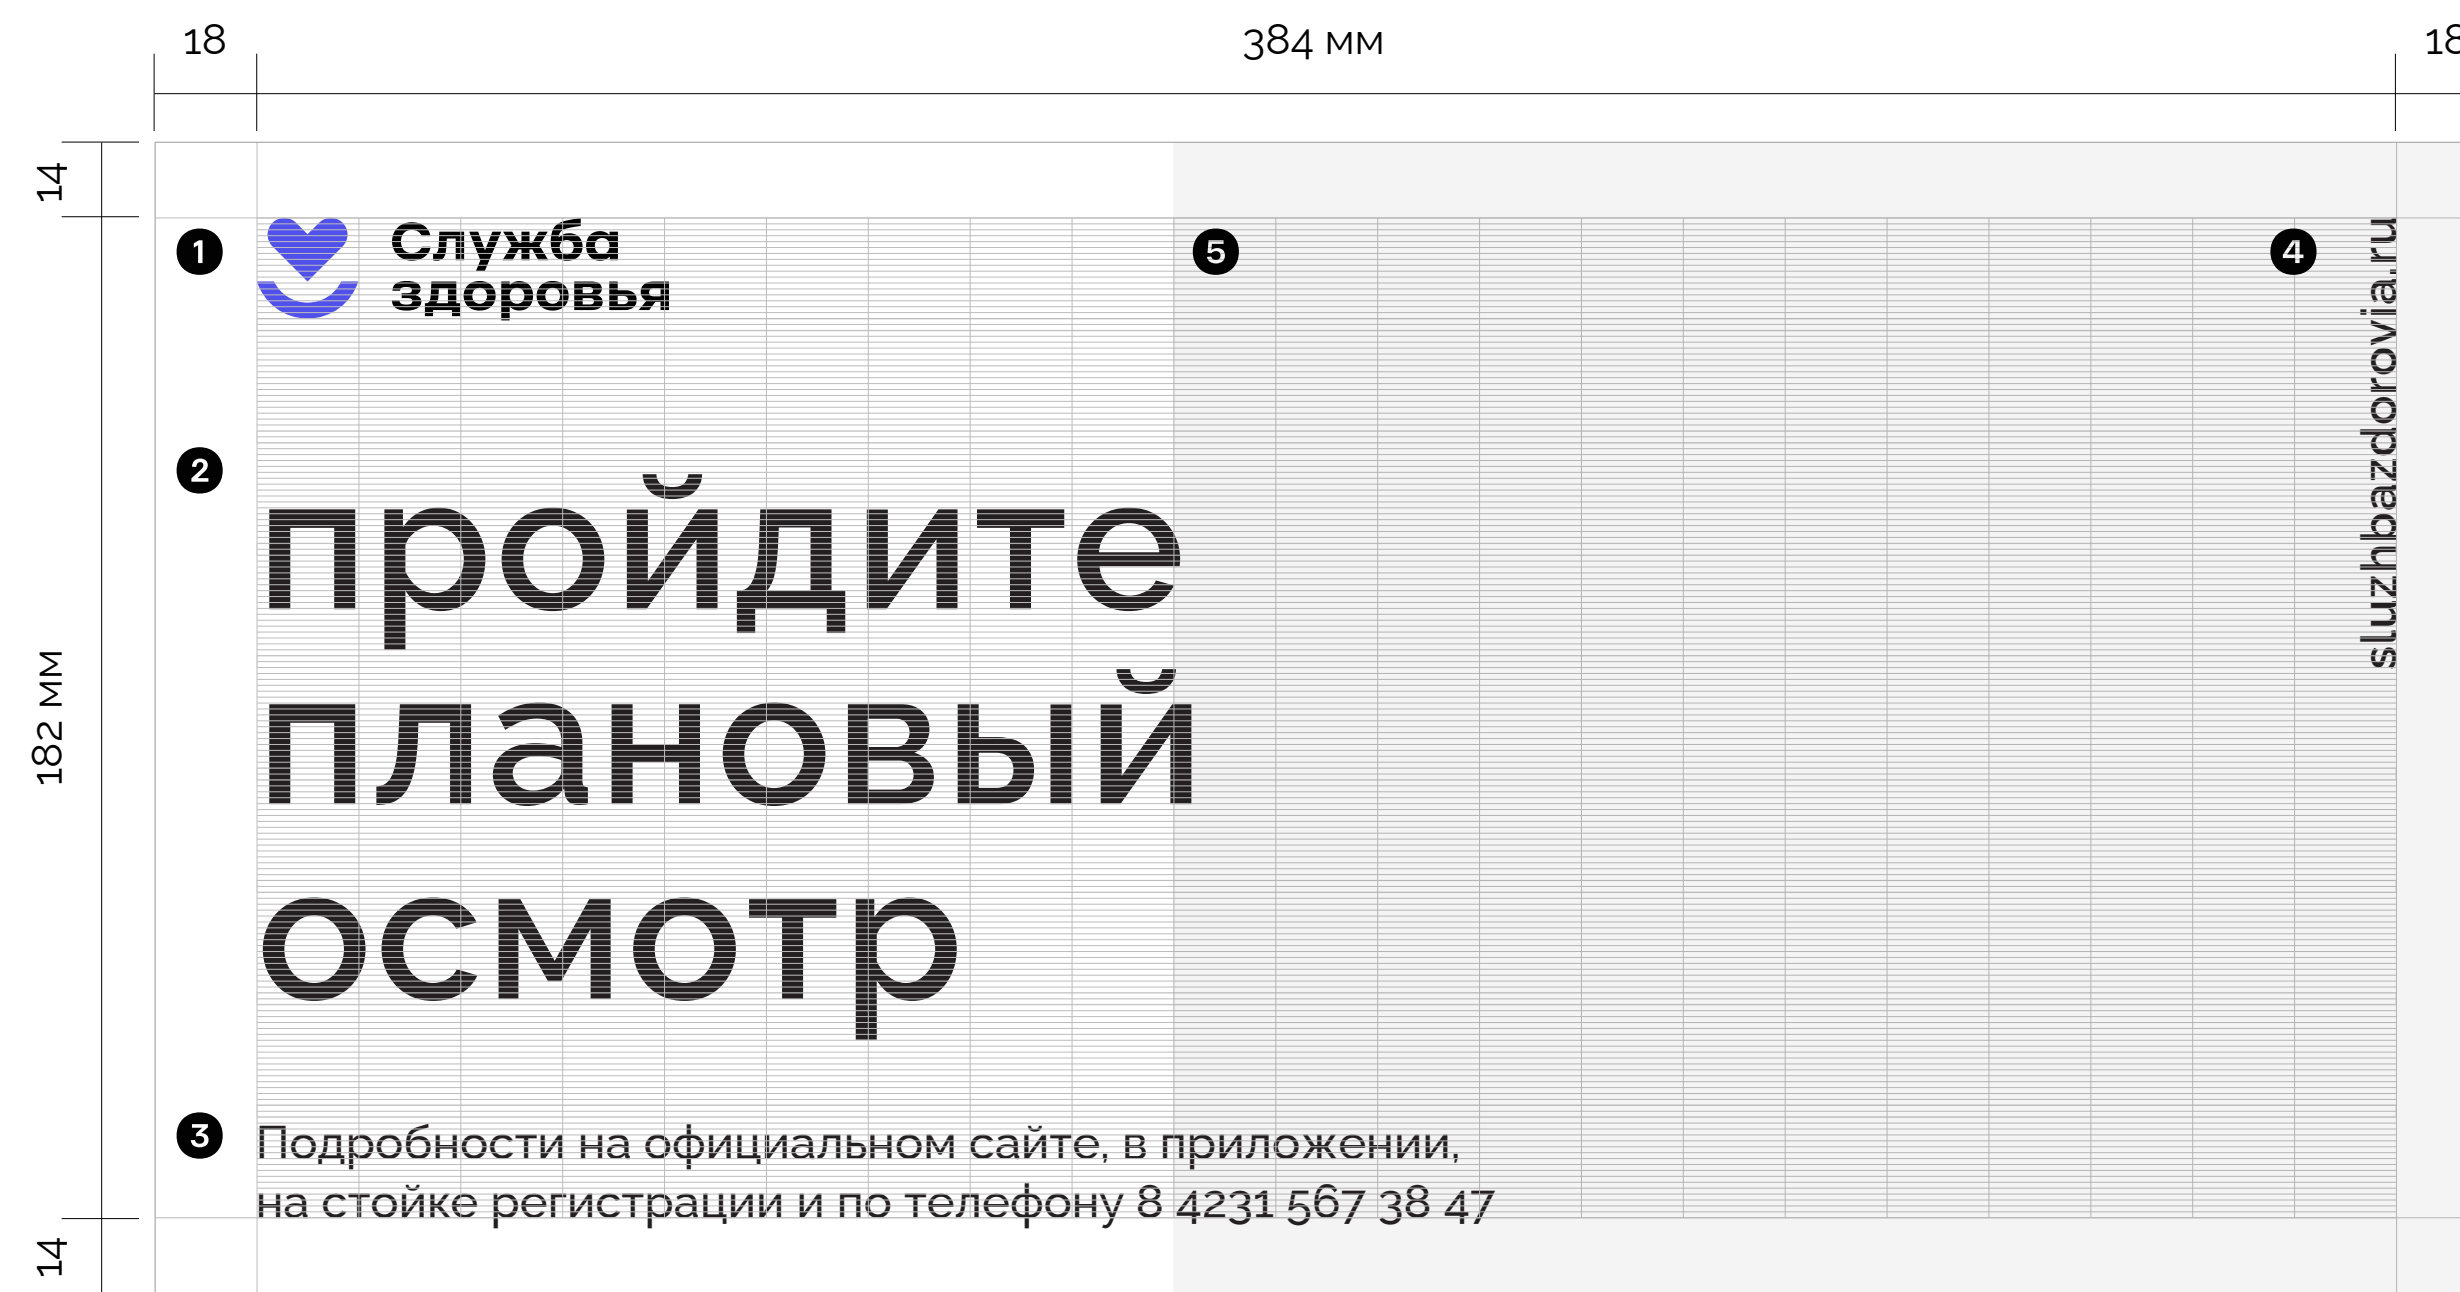 18
384 мм
18
14
1
Служба
здоровья
5
4
sluzhbazdorovia.ru
2
пройдите
плановый
осмотр
182 мм
3
Подробности на официальном сайте, в приложении,
на стойке регистрации и по телефону 8 4231 567 38 47
14